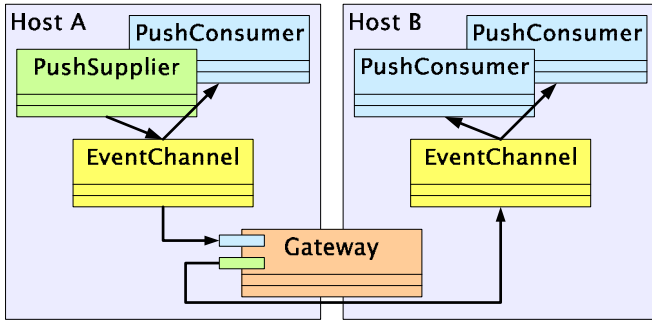 Host A
PushConsumer
PushSupplier
EventChannel
Host B
PushConsumer
PushConsumer
EventChannel
Gateway